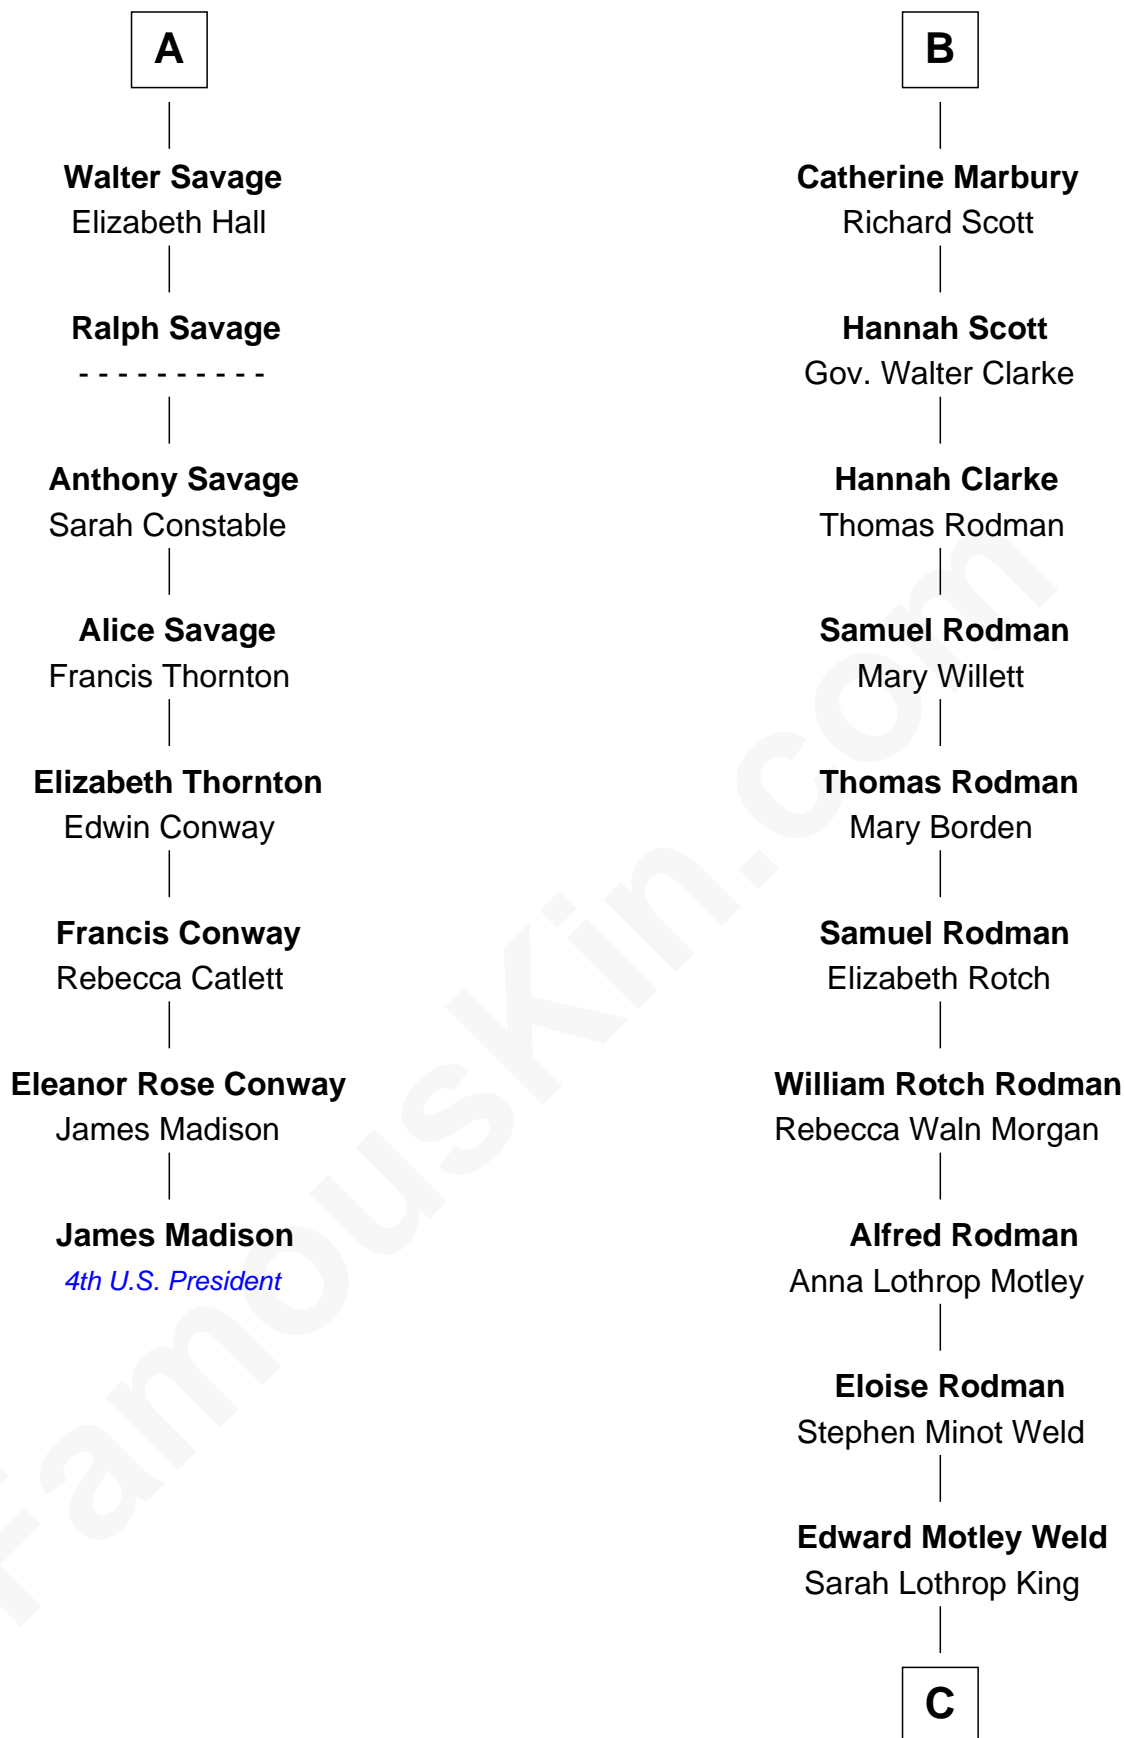 A
Walter Savage
Elizabeth Hall
Ralph Savage
- - - - - - - - - -
Anthony Savage
Sarah Constable
Alice Savage
Francis Thornton
Elizabeth Thornton
Edwin Conway
Francis Conway
Rebecca Catlett
Eleanor Rose Conway
James Madison
James Madison
4th U.S. President
B
Catherine Marbury
Richard Scott
Hannah Scott
Gov. Walter Clarke
Hannah Clarke
Thomas Rodman
Samuel Rodman
Mary Willett
Thomas Rodman
Mary Borden
Samuel Rodman
Elizabeth Rotch
William Rotch Rodman
Rebecca Waln Morgan
Alfred Rodman
Anna Lothrop Motley
Eloise Rodman
Stephen Minot Weld
Edward Motley Weld
Sarah Lothrop King
C
FamousKin.com